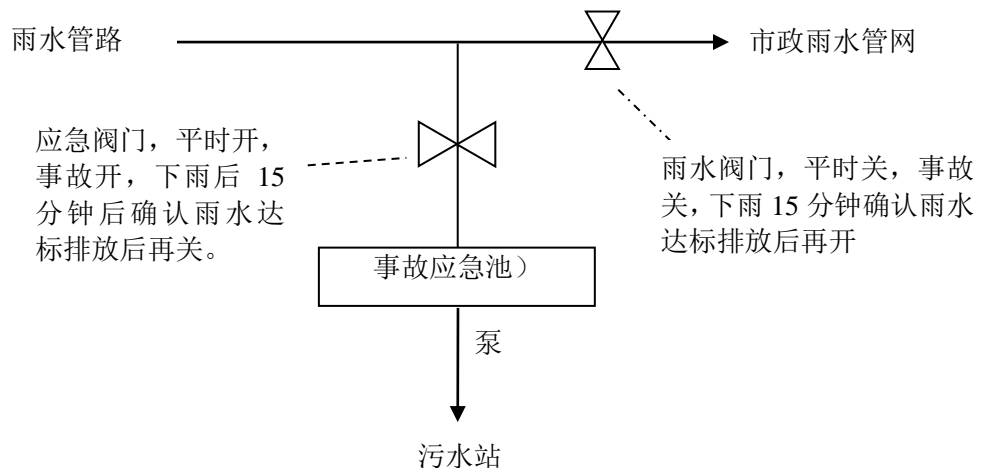 雨水管路
市政雨水管网
应急阀门，平时开，
事故开，下雨后 15
分钟后确认雨水达
标排放后再关。
雨水阀门，平时关，事故
关，下雨 15 分钟确认雨水
达标排放后再开
事故应急池）
泵
污水站